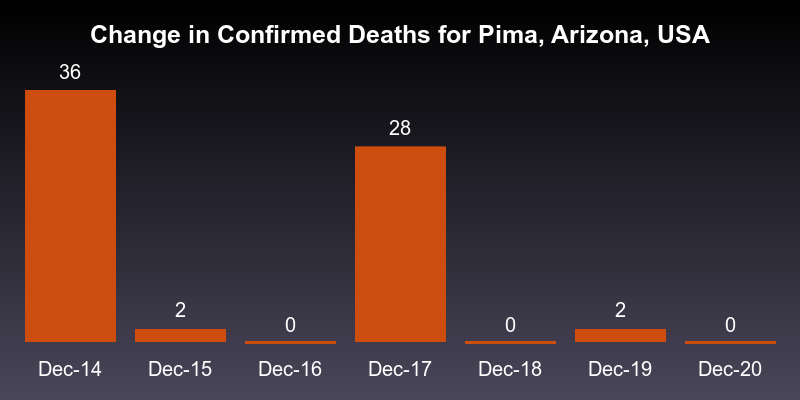 Change in Confirmed Deaths for Pima, Arizona, USA
36
2
0
28
0
2
0
Dec-14
Dec-15
Dec-16
Dec-17
Dec-18
Dec-19
Dec-20